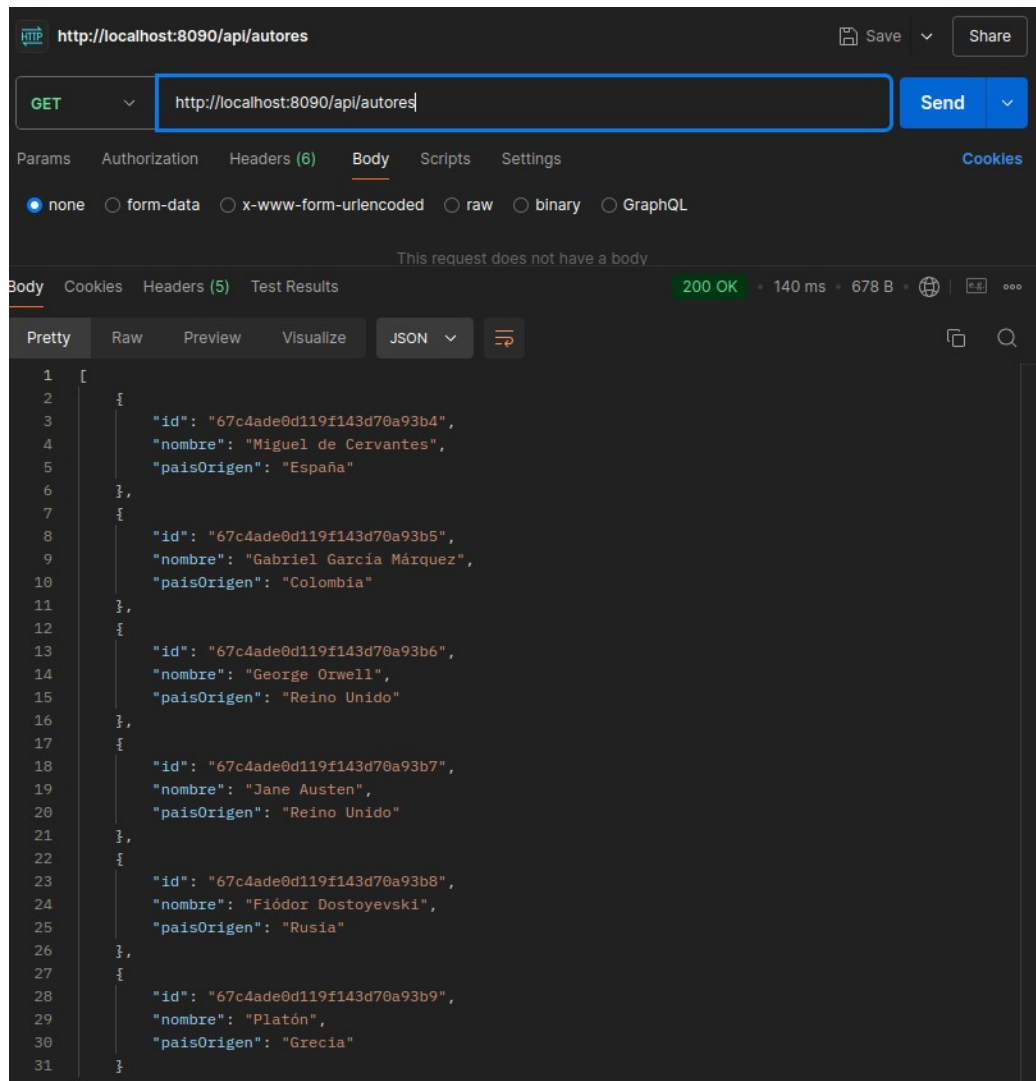 HTTP http://localhost:8090/api/autores Save Share
GET http://localhost:8090/api/autores Send
Params Authorization Headers (6) Body Scripts Settings Cookies
none form-data x-www-form-urlencoded raw binary GraphQL
This request does not have a body
Body Cookies Headers (5) Test Results 200 OK • 140 ms • 678 B • e.g. ooo
Pretty Raw Preview Visualize JSON
1 [
2 {
3 "id": "67c4ade0d119f143d70a93b4",
4 "nombre": "Miguel de Cervantes",
5 "paisOrigen": "España"
6 },
7 {
8 "id": "67c4ade0d119f143d70a93b5",
9 "nombre": "Gabriel García Márquez",
10 "paisOrigen": "Colombia"
11 },
12 {
13 "id": "67c4ade0d119f143d70a93b6",
14 "nombre": "George Orwell",
15 "paisOrigen": "Reino Unido"
16 },
17 {
18 "id": "67c4ade0d119f143d70a93b7",
19 "nombre": "Jane Austen",
20 "paisOrigen": "Reino Unido"
21 },
22 {
23 "id": "67c4ade0d119f143d70a93b8",
24 "nombre": "Fiódor Dostoyevski",
25 "paisOrigen": "Rusia"
26 },
27 {
28 "id": "67c4ade0d119f143d70a93b9",
29 "nombre": "Platón",
30 "paisOrigen": "Grecia"
31 }